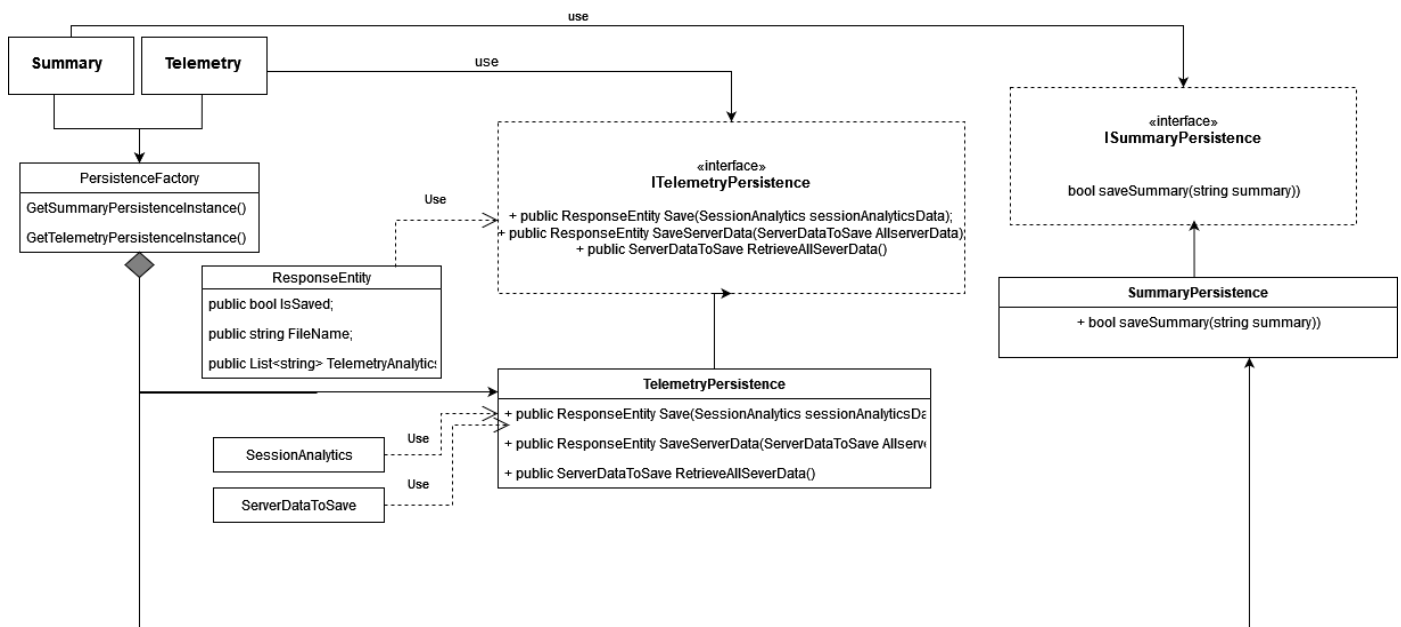 use
Summary
Telemetry
use
«interface»
ISummaryPersistence
bool saveSummary(string summary))
«interface»
ITelemetryPersistence
+ public ResponseEntity Save(SessionAnalytics sessionAnalyticsData);
+ public ResponseEntity SaveServerData(ServerDataToSave AllserverData)
+ public ServerDataToSave RetrieveAllSeverData()
PersistenceFactory
GetSummaryPersistenceInstance()
GetTelemetryPersistenceInstance()
Use
ResponseEntity
public bool IsSaved;
public string FileName;
public List<string> TelemetryAnalytics
SummaryPersistence
+ bool saveSummary(string summary))
TelemetryPersistence
+ public ResponseEntity Save(SessionAnalytics sessionAnalyticsDa
+ public ResponseEntity SaveServerData(ServerDataToSave Allserve
+ public ServerDataToSave RetrieveAllSeverData()
Use
SessionAnalytics
Use
ServerDataToSave